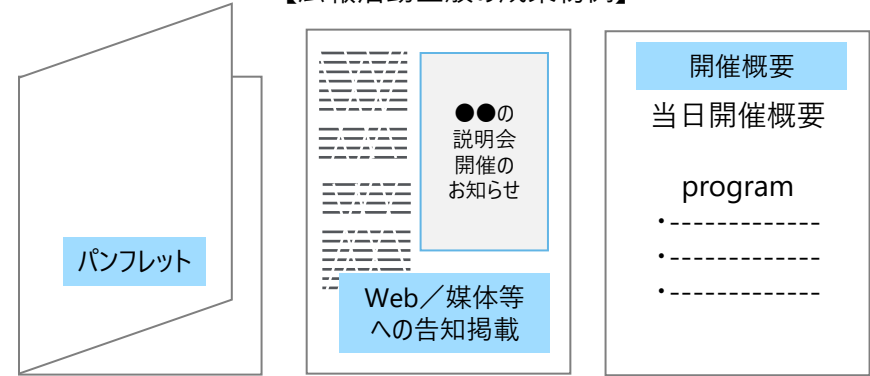 パンフレット
●●の
説明会
開催の
お知らせ
Web／媒体等
への告知掲載
開催概要
当日開催概要
program
・-------------
・-------------
・-------------